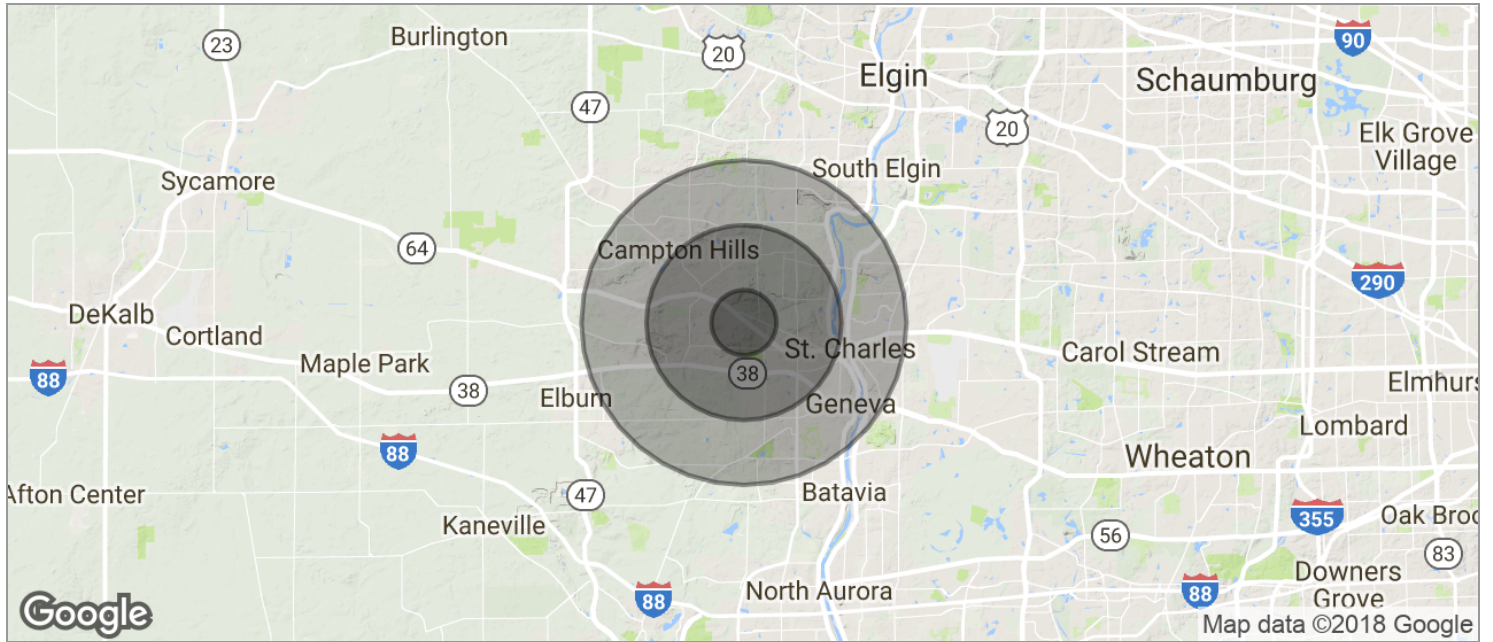 23
Burlington
20
Elgin
90
Schaumburg
47
20
Elk Grove
Village
Sycamore
South Elgin
64
Campton Hills
290
DeKalb
Cortland
Maple Park
88
38
Elburn
St. Charles
38
Geneva
Carol Stream
Elmhurs
Lombard
88
Wheaton
Afton Center
47
Kaneville
Batavia
355
Oak Broo
56
83
North Aurora
88
88
Downers
Grove
Google
Map data ©2018 Google